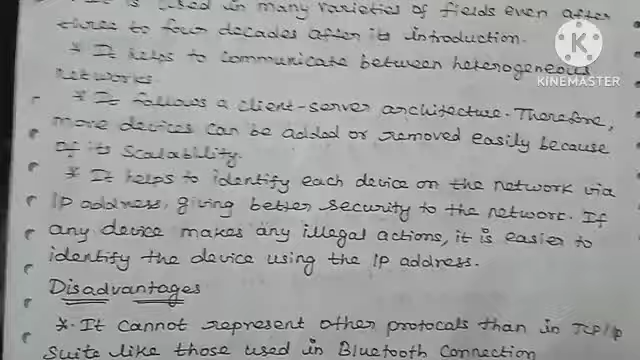 It is used in many varieties of fields even after
three to four decades after its introduction.
* It helps to communicate between heterogeneous
networks.
* It follows a client-server architecture. Therefore,
more devices can be added or removed easily because
of its scalability.
* It helps to identify each device on the network via
IP address, giving better security to the network. If
any device makes any illegal actions, it is easier to
identify the device using the IP address.
Disadvantages
* It cannot represent other protocals than in TCP/IP
suite like those used in Bluetooth connection
KINEMASTER